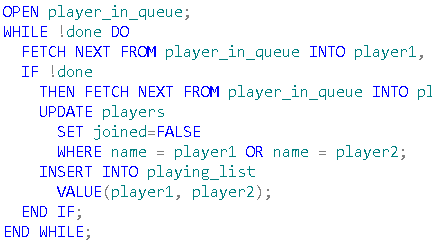 OPEN player_in_queue;
WHILE !done DO
FETCH NEXT FROM player_in_queue INTO player1,
IF !done
THEN FETCH NEXT FROM player_in_queue INTO
UPDATE players
SET joined=FALSE
WHERE name = player1 OR name = player2;
INSERT INTO playing_list
VALUE(player1, player2);
END IF;
END WHILE;